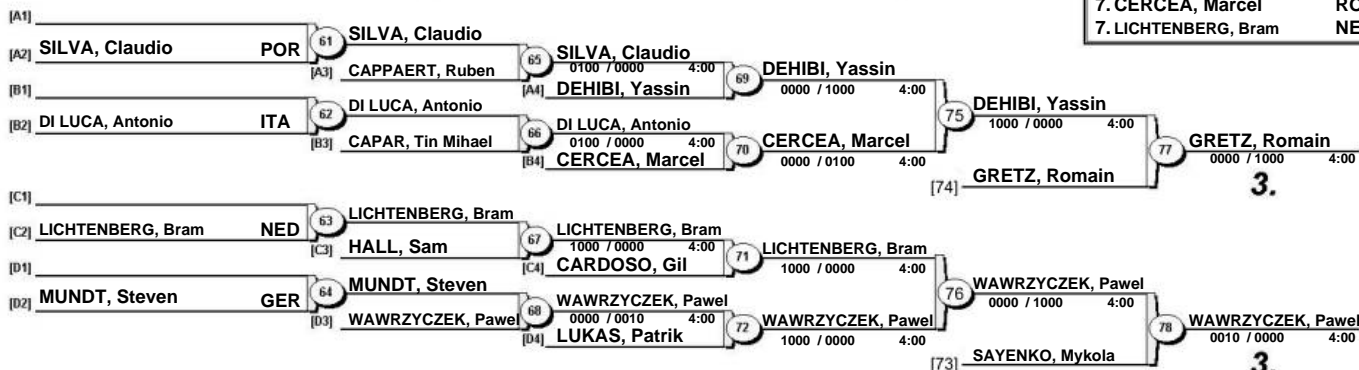 7. CERCEA, Marcel
7. LICHTENBERG, Bram NE
[A1]
[A2] SILVA, Claudio POR
61 SILVA, Claudio
[A3] CAPPAERT, Ruben
65 SILVA, Claudio
0100 / 0000 4:00
[A4] DEHIBI, Yassin
69 DEHIBI, Yassin
0000 / 1000 4:00
[B1]
[B2] DI LUCA, Antonio ITA
62 DI LUCA, Antonio
[B3] CAPAR, Tin Mihael
66 DI LUCA, Antonio
0100 / 0000 4:00
[B4] CERCEA, Marcel
70 CERCEA, Marcel
0000 / 0100 4:00
75 DEHIBI, Yassin
1000 / 0000 4:00
[74] GRETZ, Romain
77 GRETZ, Romain
0000 / 1000 4:00
3.
[C1]
[C2] LICHTENBERG, Bram NED
63 LICHTENBERG, Bram
[C3] HALL, Sam
67 LICHTENBERG, Bram
1000 / 0000 4:00
[C4] CARDOSO, Gil
71 LICHTENBERG, Bram
1000 / 0000 4:00
[D1]
[D2] MUNDT, Steven GER
64 MUNDT, Steven
[D3] WAWRZYCZEK, Pawel
68 WAWRZYCZEK, Pawel
0000 / 0010 4:00
[D4] LUKAS, Patrik
72 WAWRZYCZEK, Pawel
1000 / 0000 4:00
76 WAWRZYCZEK, Pawel
0000 / 1000 4:00
[73] SAYENKO, Mykola
78 WAWRZYCZEK, Pawel
0010 / 0000 4:00
3.